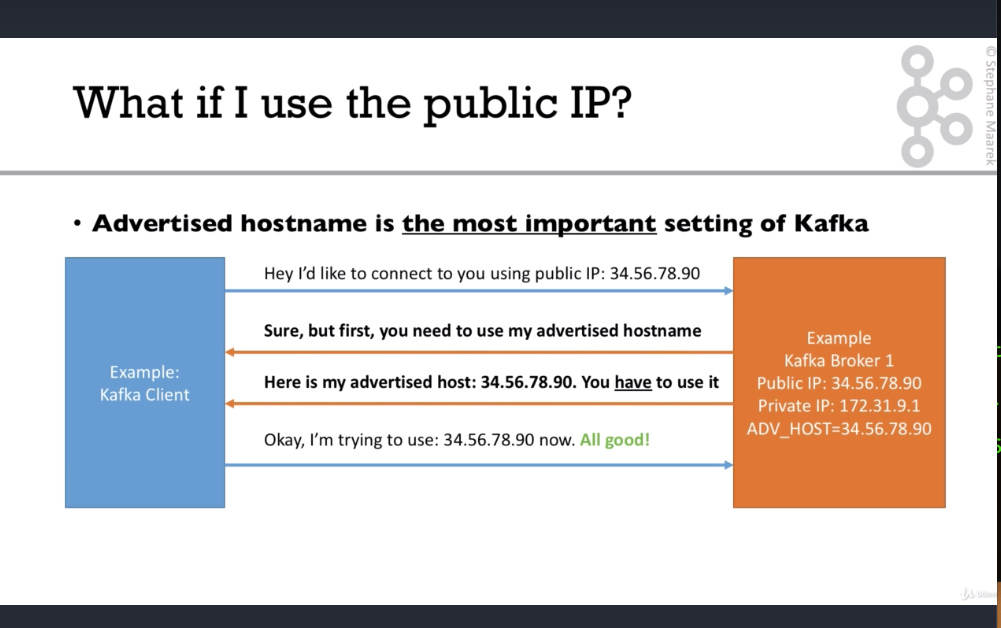 What if I use the public IP?
© Stephane Maarek
• Advertised hostname is the most important setting of Kafka
Hey I'd like to connect to you using public IP: 34.56.78.90
Sure, but first, you need to use my advertised hostname
Here is my advertised host: 34.56.78.90. You have to use it
Okay, I'm trying to use: 34.56.78.90 now. All good!
Example:
Kafka Client
Example
Kafka Broker 1
Public IP: 34.56.78.90
Private IP: 172.31.9.1
ADV_HOST=34.56.78.90